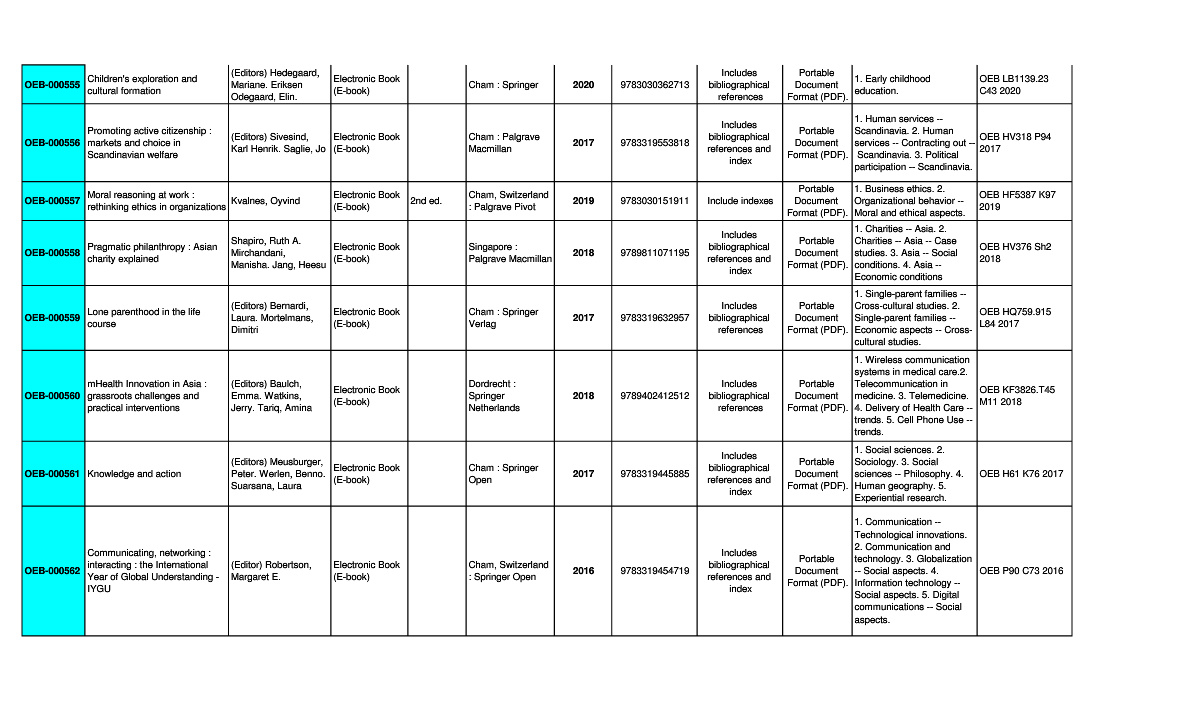 OEB-000555
Children's exploration and
cultural formation
(Editors) Hedegaard,
Mariane. Eriksen
Odegaard, Elin.
Electronic Book
(E-book)
Cham : Springer
2020
9783030362713
Includes
bibliographical
references
Portable
Document
Format (PDF).
1. Early childhood
education.
OEB LB1139.23
C43 2020
OEB-000556
Promoting active citizenship :
markets and choice in
Scandinavian welfare
(Editors) Sivesind,
Karl Henrik. Saglie, Jo
Electronic Book
(E-book)
Cham : Palgrave
Macmillan
2017
9783319553818
Includes
bibliographical
references and
index
Portable
Document
Format (PDF).
1. Human services --
Scandinavia. 2. Human
services -- Contracting out --
Scandinavia. 3. Political
participation -- Scandinavia.
OEB HV318 P94
2017
OEB-000557
Moral reasoning at work :
rethinking ethics in organizations
Kvalnes, Oyvind
Electronic Book
(E-book)
2nd ed.
Cham, Switzerland
: Palgrave Pivot
2019
9783030151911
Include indexes
Portable
Document
Format (PDF).
1. Business ethics. 2.
Organizational behavior --
Moral and ethical aspects.
OEB HF5387 K97
2019
OEB-000558
Pragmatic philanthropy : Asian
charity explained
Shapiro, Ruth A.
Mirchandani,
Manisha. Jang, Heesu
Electronic Book
(E-book)
Singapore :
Palgrave Macmillan
2018
9789811071195
Includes
bibliographical
references and
index
Portable
Document
Format (PDF).
1. Charities -- Asia. 2.
Charities -- Asia -- Case
studies. 3. Asia -- Social
conditions. 4. Asia --
Economic conditions
OEB HV376 Sh2
2018
OEB-000559
Lone parenthood in the life
course
(Editors) Bernardi,
Laura. Mortelmans,
Dimitri
Electronic Book
(E-book)
Cham : Springer
Verlag
2017
9783319632957
Includes
bibliographical
references
Portable
Document
Format (PDF).
1. Single-parent families --
Cross-cultural studies. 2.
Single-parent families --
Economic aspects -- Cross-
cultural studies.
OEB HQ759.915
L84 2017
OEB-000560
mHealth Innovation in Asia :
grassroots challenges and
practical interventions
(Editors) Baulch,
Emma. Watkins,
Jerry. Tariq, Amina
Electronic Book
(E-book)
Dordrecht :
Springer
Netherlands
2018
9789402412512
Includes
bibliographical
references
Portable
Document
Format (PDF).
1. Wireless communication
systems in medical care.2.
Telecommunication in
medicine. 3. Telemedicine.
4. Delivery of Health Care --
trends. 5. Cell Phone Use --
trends.
OEB KF3826.T45
M11 2018
OEB-000561
Knowledge and action
(Editors) Meusburger,
Peter. Werlen, Benno.
Suarsana, Laura
Electronic Book
(E-book)
Cham : Springer
Open
2017
9783319445885
Includes
bibliographical
references and
index
Portable
Document
Format (PDF).
1. Social sciences. 2.
Sociology. 3. Social
sciences -- Philosophy. 4.
Human geography. 5.
Experiential research.
OEB H61 K76 2017
OEB-000562
Communicating, networking :
interacting : the International
Year of Global Understanding -
IYGU
(Editor) Robertson,
Margaret E.
Electronic Book
(E-book)
Cham, Switzerland
: Springer Open
2016
9783319454719
Includes
bibliographical
references and
index
Portable
Document
Format (PDF).
1. Communication --
Technological innovations.
2. Communication and
technology. 3. Globalization
-- Social aspects. 4.
Information technology --
Social aspects. 5. Digital
communications -- Social
aspects.
OEB P90 C73 2016